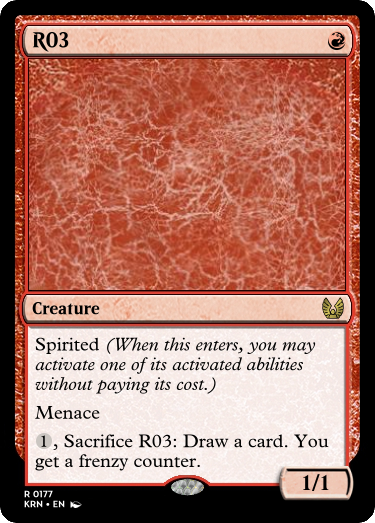 R03
Creature
Spirited (When this enters, you may
activate one of its activated abilities
without paying its cost.)
Menace
1, Sacrifice R03: Draw a card. You
get a frenzy counter.
1/1
R 0177
KRN • EN